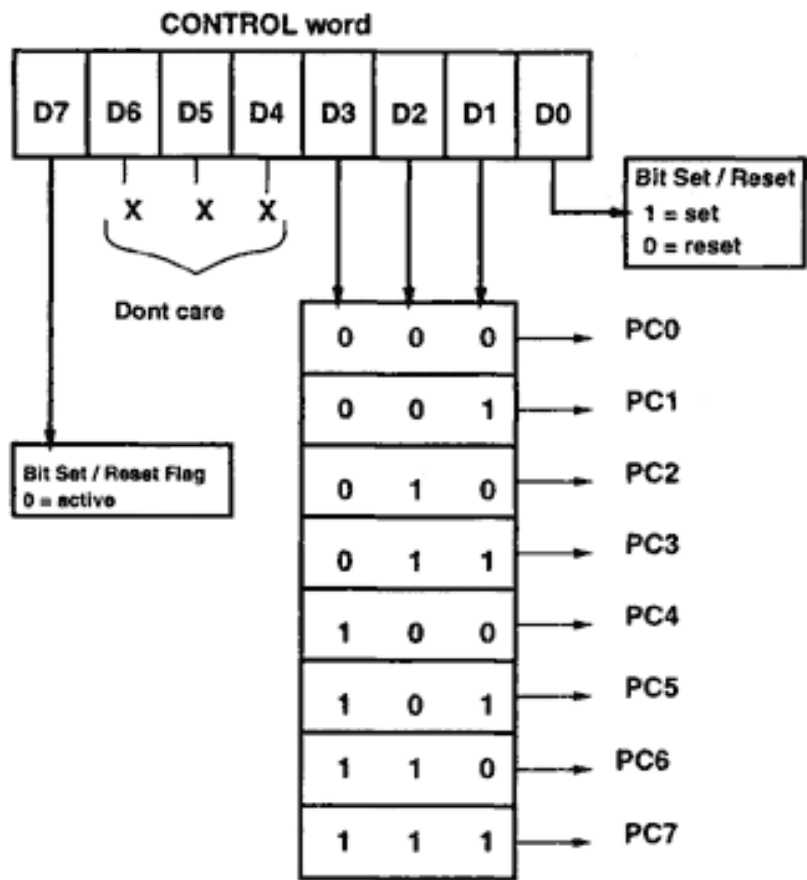 CONTROL word
D7 D6 D5 D4 D3 D2 D1 D0
X X X
Dont care
Bit Set / Reset
1 = set
0 = reset
Bit Set / Reset Flag
0 = active
0 0 0 PC0
0 0 1 PC1
0 1 0 PC2
0 1 1 PC3
1 0 0 PC4
1 0 1 PC5
1 1 0 PC6
1 1 1 PC7